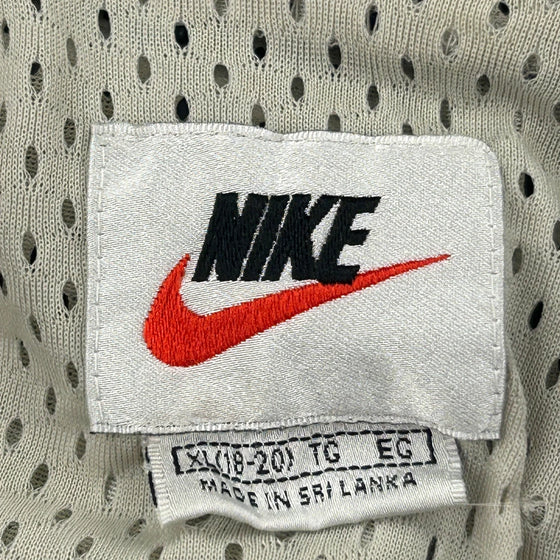 NIKE
XL(18-20) TG EG
MADE IN SRI LANKA